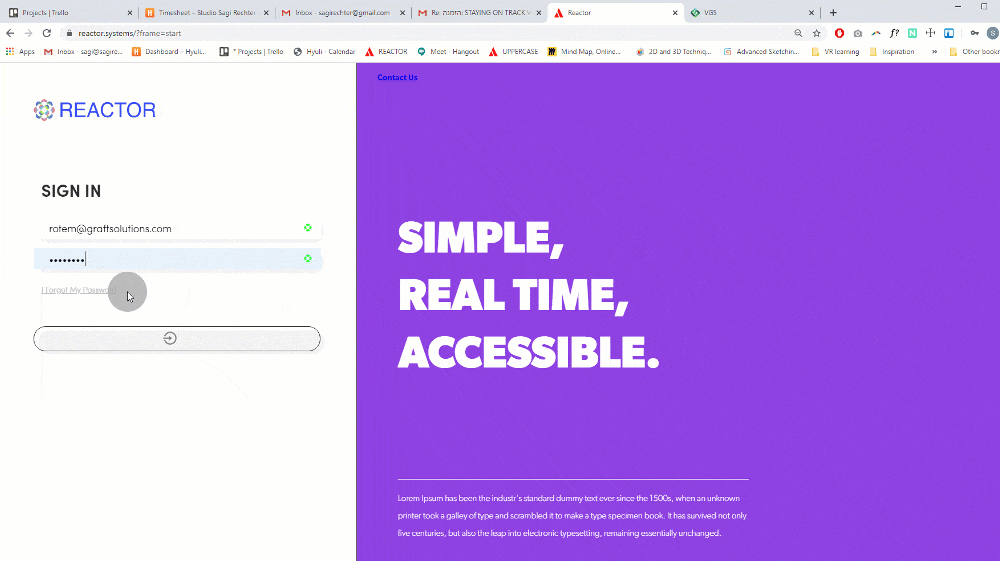 Projects | Trello
Timesheet – Studio.Sagi Rechter
Inbox - sagirechter@gmail.com
Re: STAYING ON TRACK
Reactor
VGS
reactor.systems/?frame=start
Apps
Inbox - sagi@sagire...
Dashboard – Hyuli...
* Projects | Trello
Hyuli - Calendar
REACTOR
Meet - Hangout
UPPERCASE
Mind Map, Online...
2D and 3D Techniq...
Advanced Sketchin...
VR learning
Inspiration
»
Other bookr
Contact Us
REACTOR
SIGN IN
rotem@graftsolutions.com
••••••••
I Forgot My Password
SIMPLE,
REAL TIME,
ACCESSIBLE.
Lorem Ipsum has been the industr's standard dummy text ever since the 1500s, when an unknown
printer took a galley of type and scrambled it to make a type specimen book. It has survived not only
five centuries, but also the leap into electronic typesetting, remaining essentially unchanged.